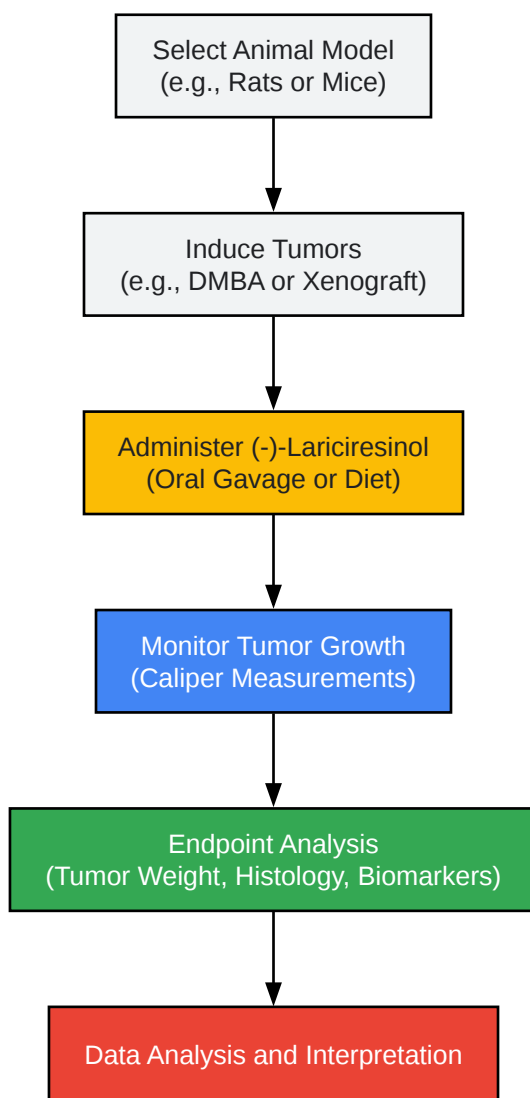 Select Animal Model
(e.g., Rats or Mice)
Induce Tumors
(e.g., DMBA or Xenograft)
Administer (-)-Lariciresinol
(Oral Gavage or Diet)
Monitor Tumor Growth
(Caliper Measurements)
Endpoint Analysis
(Tumor Weight, Histology, Biomarkers)
Data Analysis and Interpretation